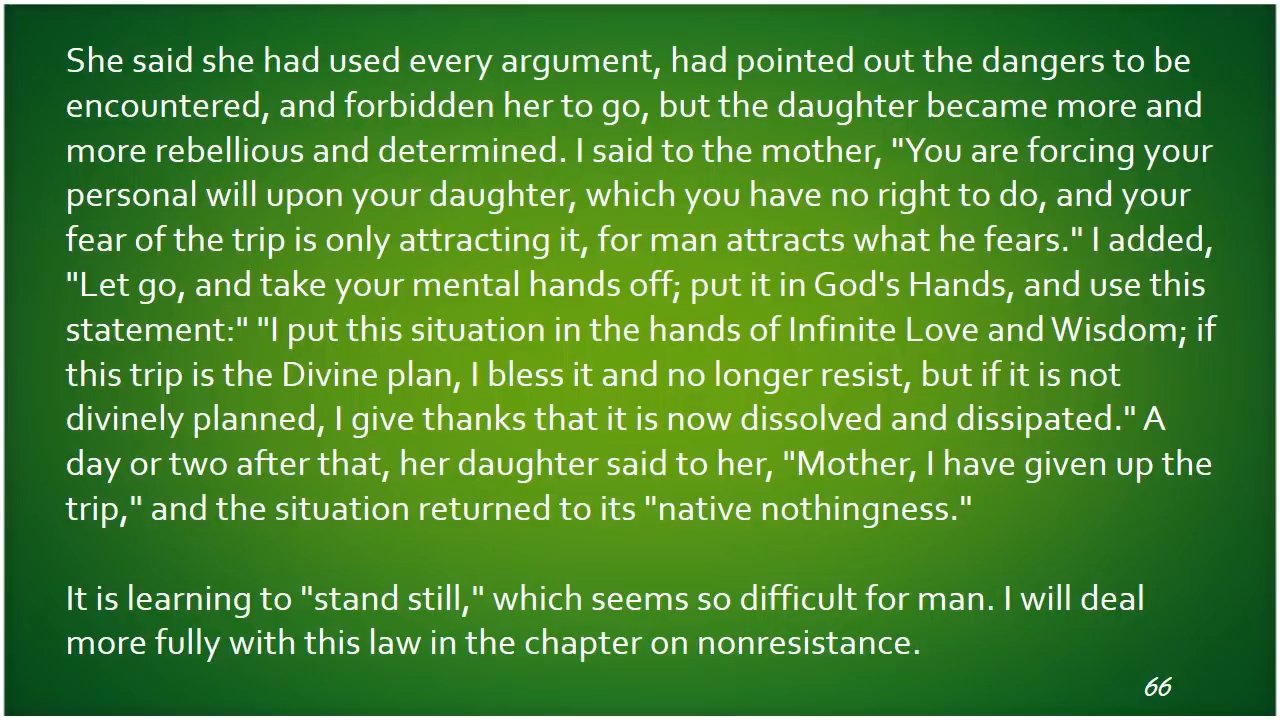 She said she had used every argument, had pointed out the dangers to be
encountered, and forbidden her to go, but the daughter became more and
more rebellious and determined. I said to the mother, "You are forcing your
personal will upon your daughter, which you have no right to do, and your
fear of the trip is only attracting it, for man attracts what he fears." I added,
"Let go, and take your mental hands off; put it in God's Hands, and use this
statement:" "I put this situation in the hands of Infinite Love and Wisdom; if
this trip is the Divine plan, I bless it and no longer resist, but if it is not
divinely planned, I give thanks that it is now dissolved and dissipated." A
day or two after that, her daughter said to her, "Mother, I have given up the
trip," and the situation returned to its "native nothingness."
It is learning to "stand still," which seems so difficult for man. I will deal
more fully with this law in the chapter on nonresistance.
66